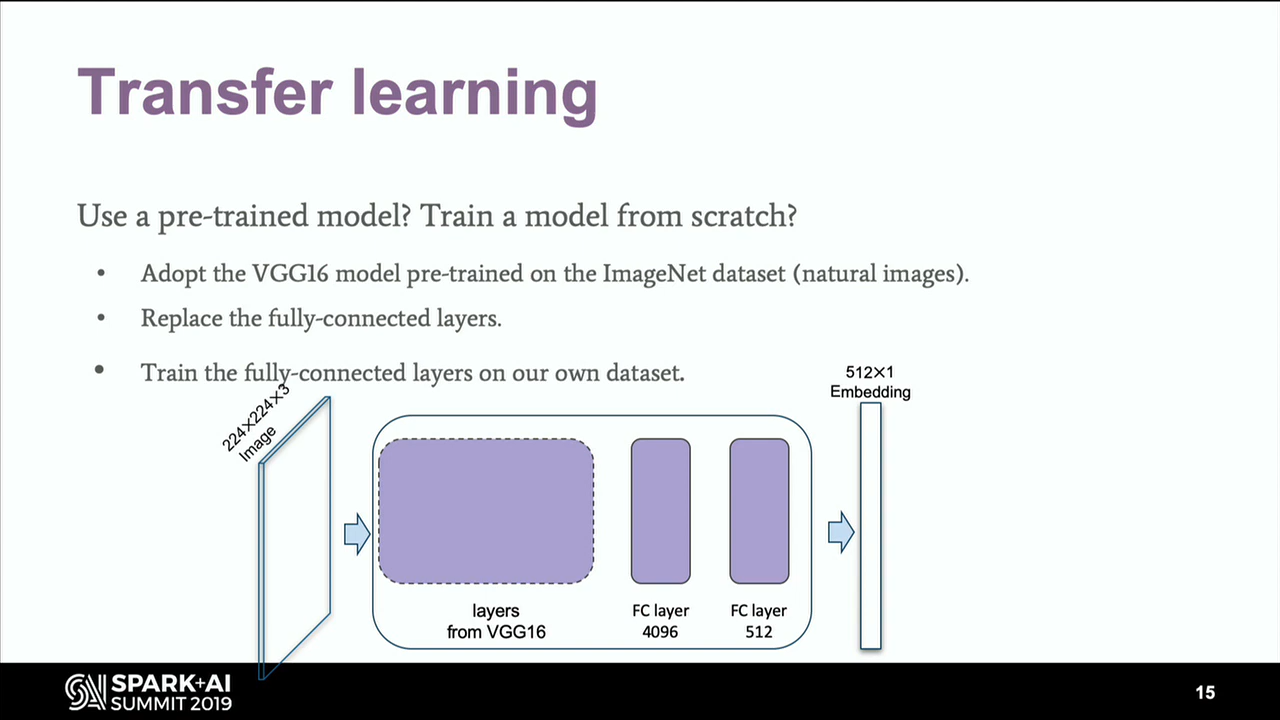 Transfer learning
Use a pre-trained model? Train a model from scratch?
• Adopt the VGG16 model pre-trained on the ImageNet dataset (natural images).
• Replace the fully-connected layers.
• Train the fully-connected layers on our own dataset.
224×224×3
Image
512×1
Embedding
layers
from VGG16
FC layer
4096
FC layer
512
SPARK+AI
SUMMIT 2019
15